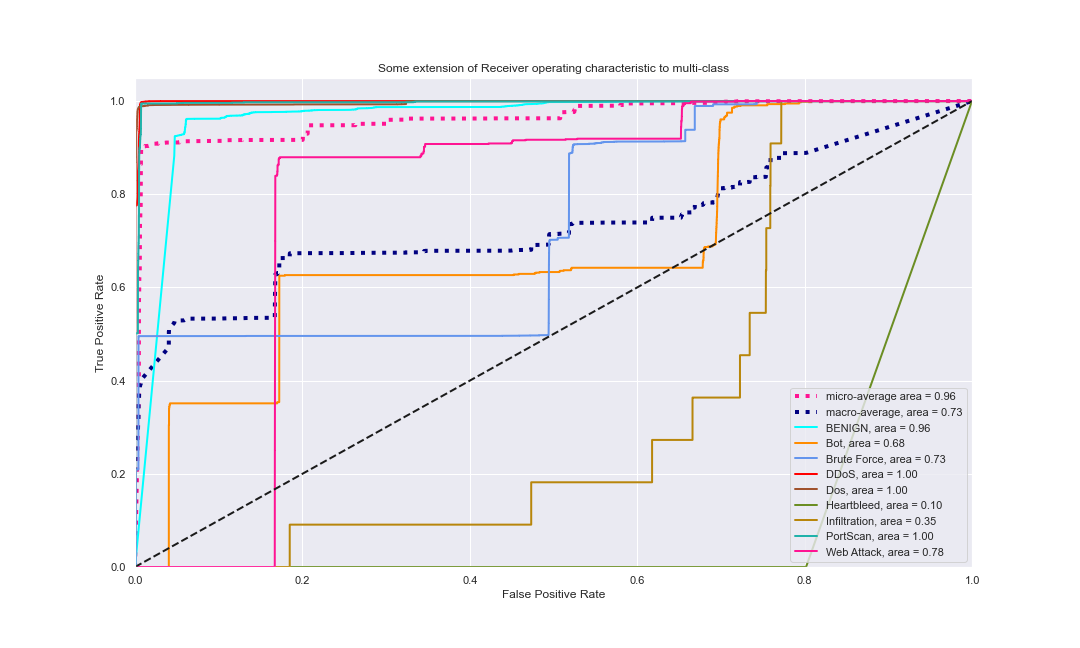 Some extension of Receiver operating characteristic to multi-class
True Positive Rate
1.0
0.8
0.6
0.4
0.2
0.0
0.0 0.2 0.4 0.6 0.8 1.0
False Positive Rate
micro-average area = 0.96
macro-average, area = 0.73
BENIGN, area = 0.96
Bot, area = 0.68
Brute Force, area = 0.73
DDoS, area = 1.00
Dos, area = 1.00
Heartbleed, area = 0.10
Infiltration, area = 0.35
PortScan, area = 1.00
Web Attack, area = 0.78